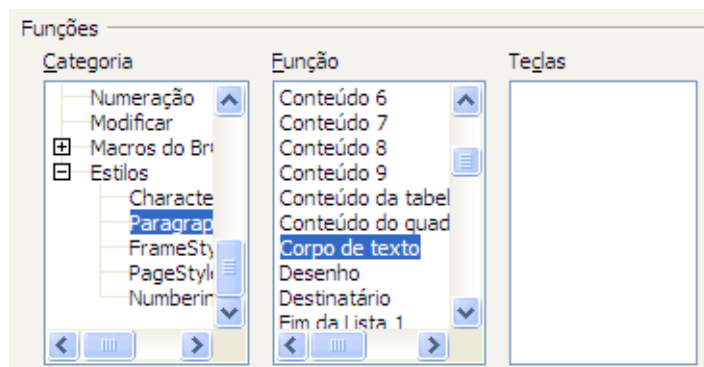 Funções
Categoria
Numeração
Modificar
Macros do Br
Estilos
Characte
Paragrap
FrameSty
PageStyl
Numberin
Função
Conteúdo 6
Conteúdo 7
Conteúdo 8
Conteúdo 9
Conteúdo da tabel
Conteúdo do quad
Corpo de texto
Desenho
Destinatário
Fim da Lista 1
Teclas